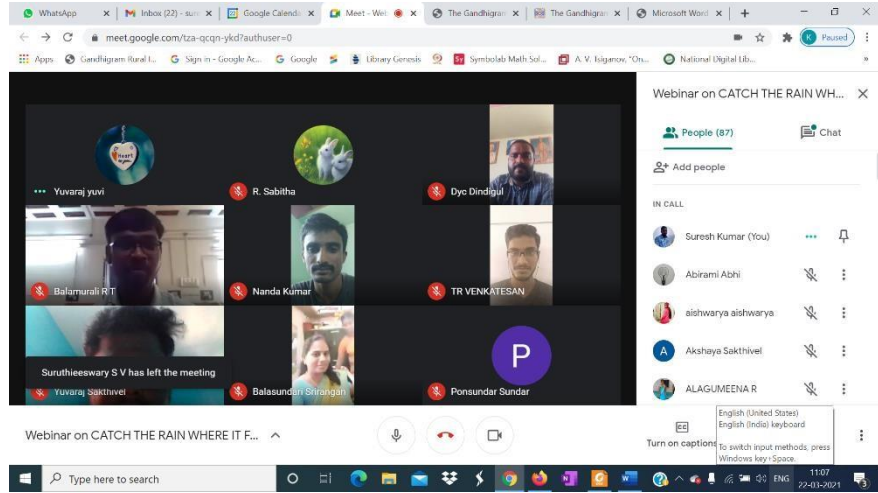 WhatsApp
Inbox (22) - sure
Google Calenda
Meet - Web
The Gandhigram
The Gandhigram
Microsoft Word
meet.google.com/tza-qcqn-ykd?authuser=0
K Paused
Apps
Gandhigram Rural I...
Sign in - Google Ac...
Google
Library Genesis
Symbolab Math Sol...
A. V. Isiganov, "On...
National Digital Lib...
»
Webinar on CATCH THE RAIN WH...
People (87)
Chat
Add people
IN CALL
Suresh Kumar (You)
Abirami Abhi
aishwarya aishwarya
A Akshaya Sakthivel
ALAGUMEENA R
Yuvaraj yuvi
R. Sabitha
Dyc Dindigul
Balamurali R T
Nanda Kumar
TR VENKATESAN
Suruthieeswary S V has left the meeting
Yuvaraj Sakthivel
Balasundari Srirangan
P
Ponsundar Sundar
Webinar on CATCH THE RAIN WHERE IT F...
Turn on captions
English (United States)
English (India) keyboard
To switch input methods, press
Windows key+Space.
Type here to search
ENG
11:07
22-03-2021